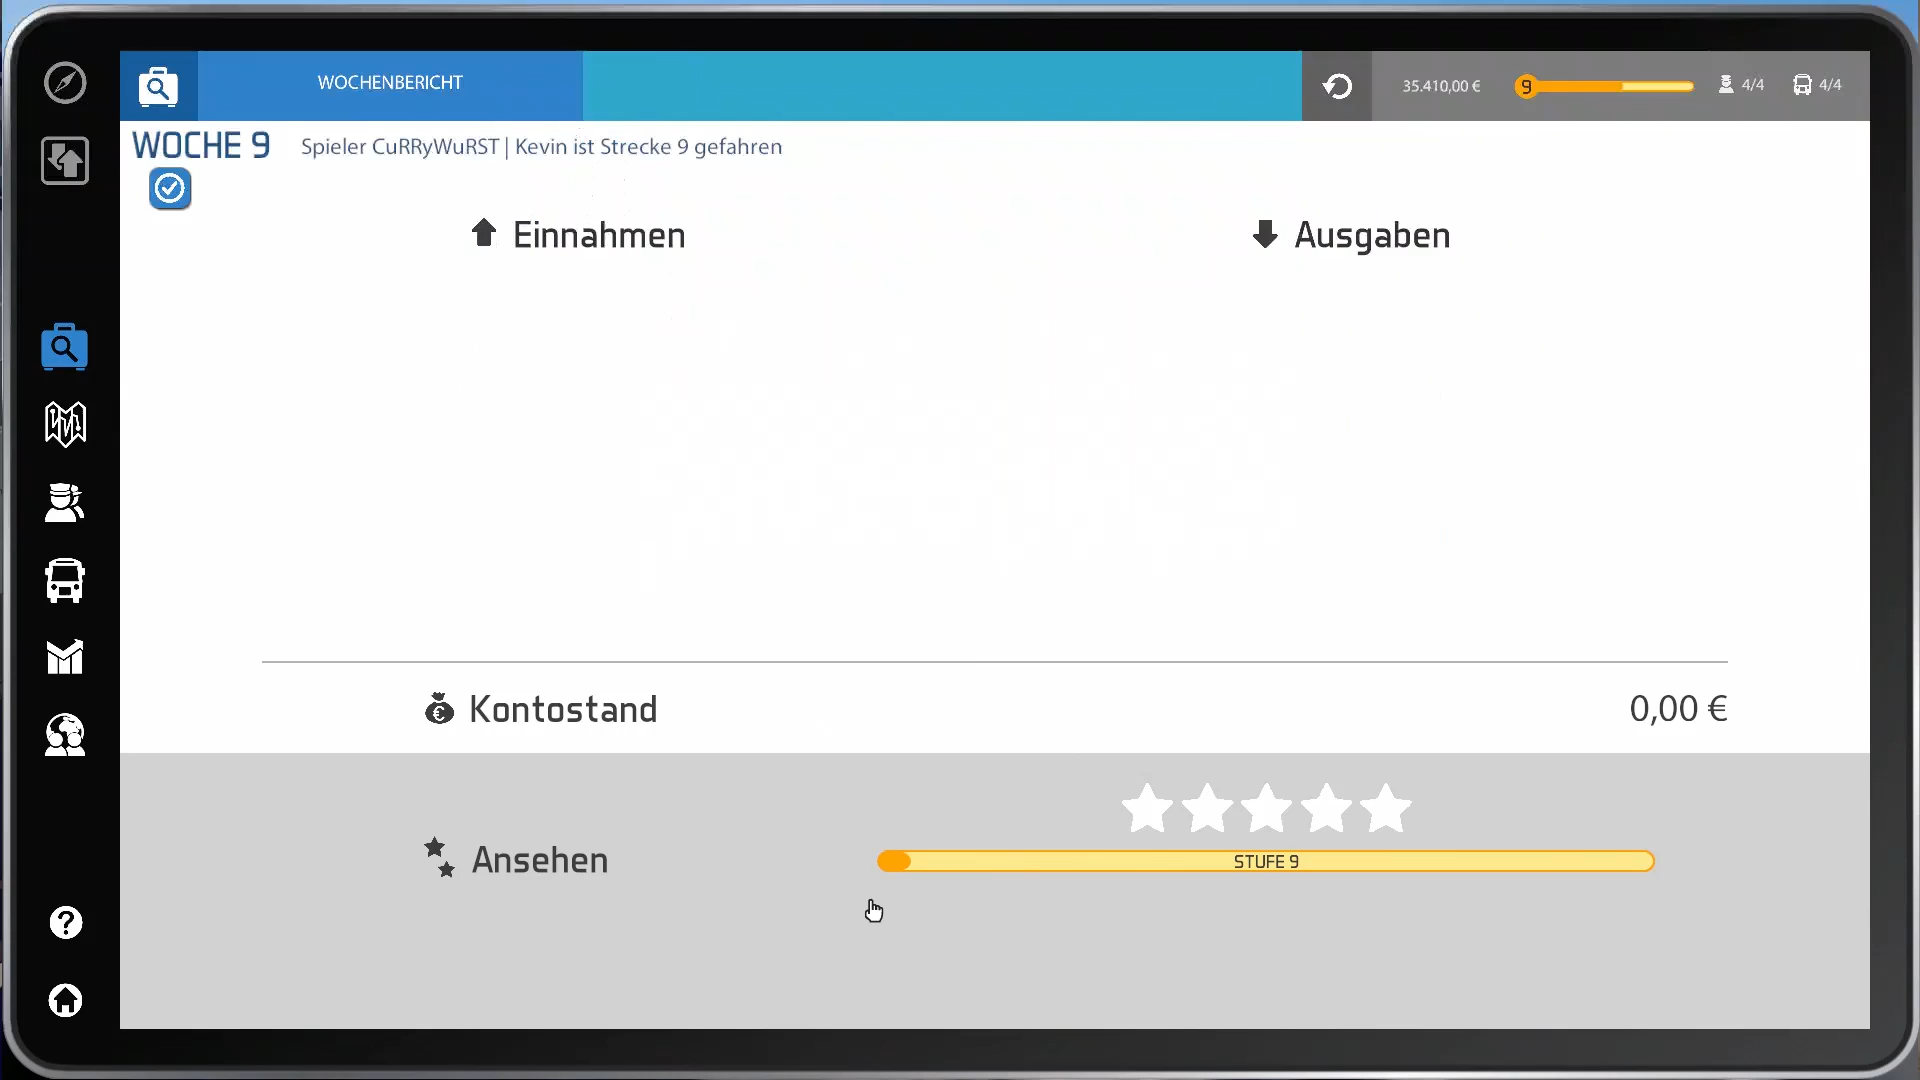 WOCHENBERICHT
35.410,00 €
9
4/4
4/4
WOCHE 9
Spieler CuRRyWuRST | Kevin ist Strecke 9 gefahren
Einnahmen
Ausgaben
Kontostand
0,00 €
Ansehen
STUFE 9